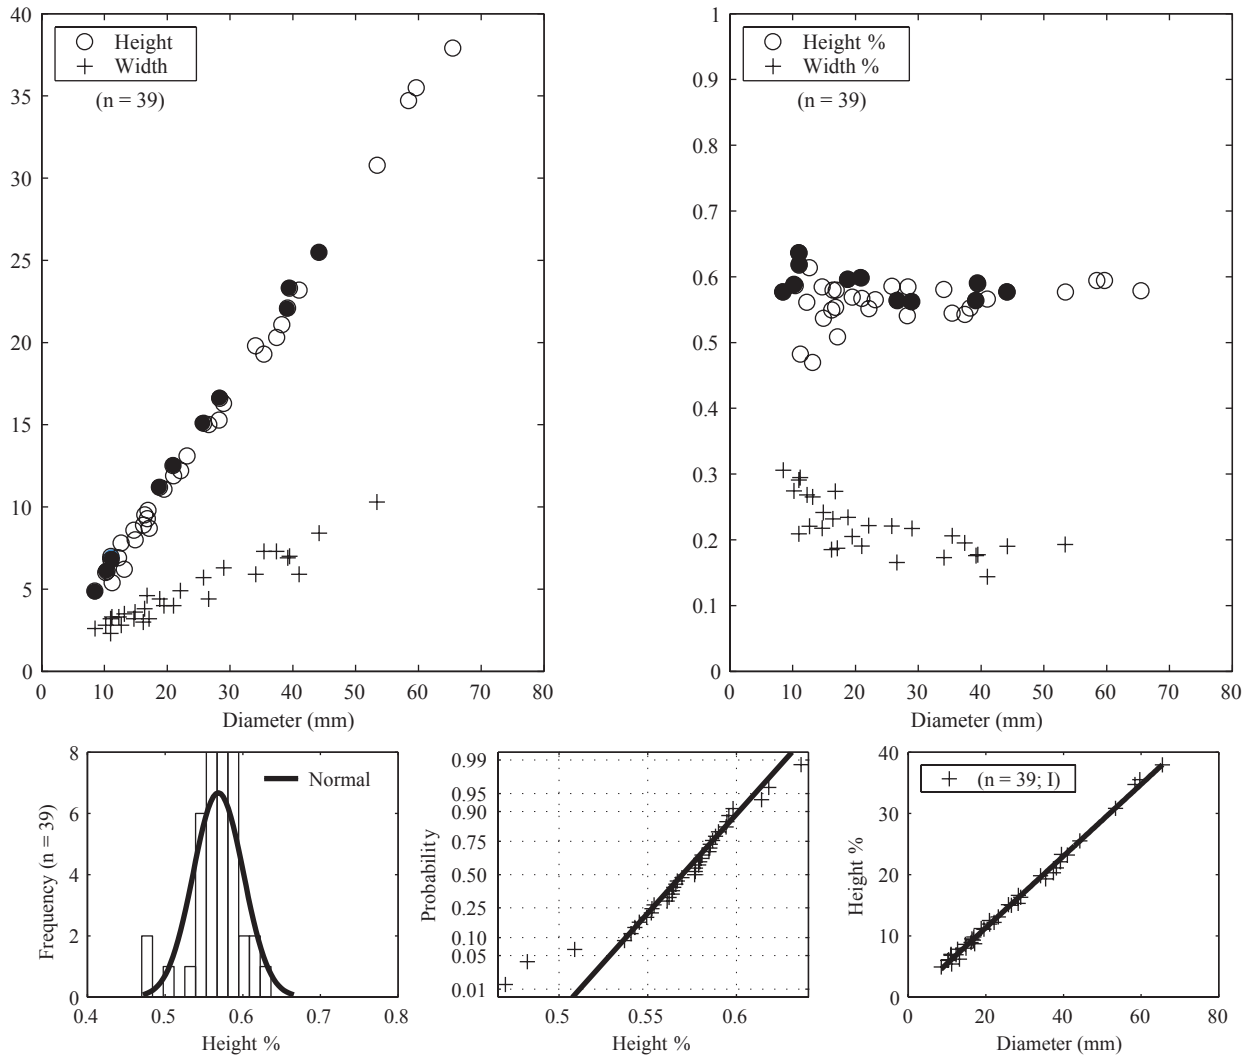 40
35
30
25
20
15
10
5
0
0 10 20 30 40 50 60 70 80
Diameter (mm)
Height
Width
(n = 39)
1
0.9
0.8
0.7
0.6
0.5
0.4
0.3
0.2
0.1
0
0 10 20 30 40 50 60 70 80
Diameter (mm)
Height %
Width %
(n = 39)
Frequency (n = 39)
8
6
4
2
0
0.4 0.5 0.6 0.7 0.8
Height %
Normal
Probability
0.99
0.95
0.90
0.75
0.50
0.25
0.10
0.05
0.01
0.5 0.55 0.6
Height %
Height %
40
30
20
10
0
0 20 40 60 80
Diameter (mm)
(n = 39; I)